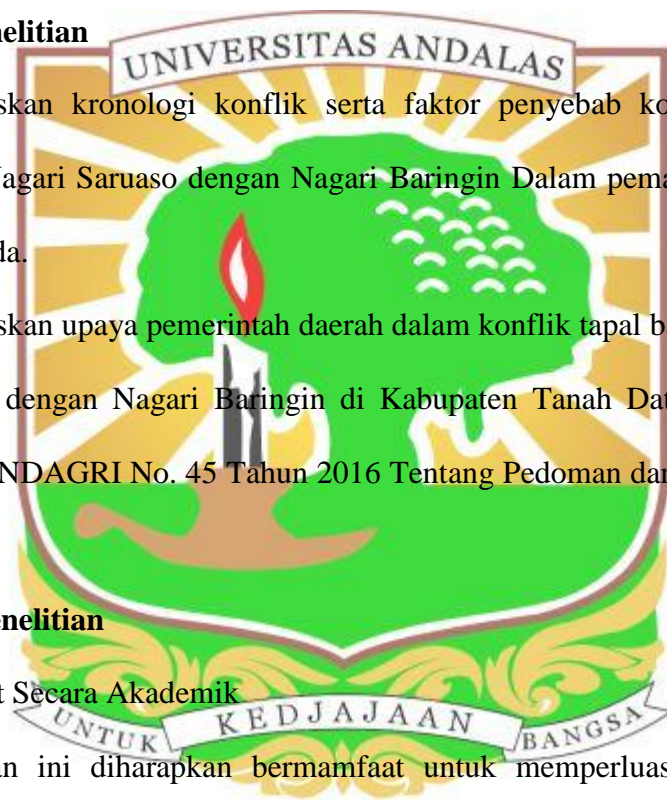 nelitian
UNIVERSITAS ANDALAS
skan kronologi konflik serta faktor penyebab ko
Nagari Saruaso dengan Nagari Baringin Dalam pema
da.
skan upaya pemerintah daerah dalam konflik tapal b
dengan Nagari Baringin di Kabupaten Tanah Dat
NDAGRI No. 45 Tahun 2016 Tentang Pedoman dan
enelitian
t Secara Akademik
UNTUK KEDJAJAAN BANGSA
an ini diharapkan bermamfaat untuk memperluas